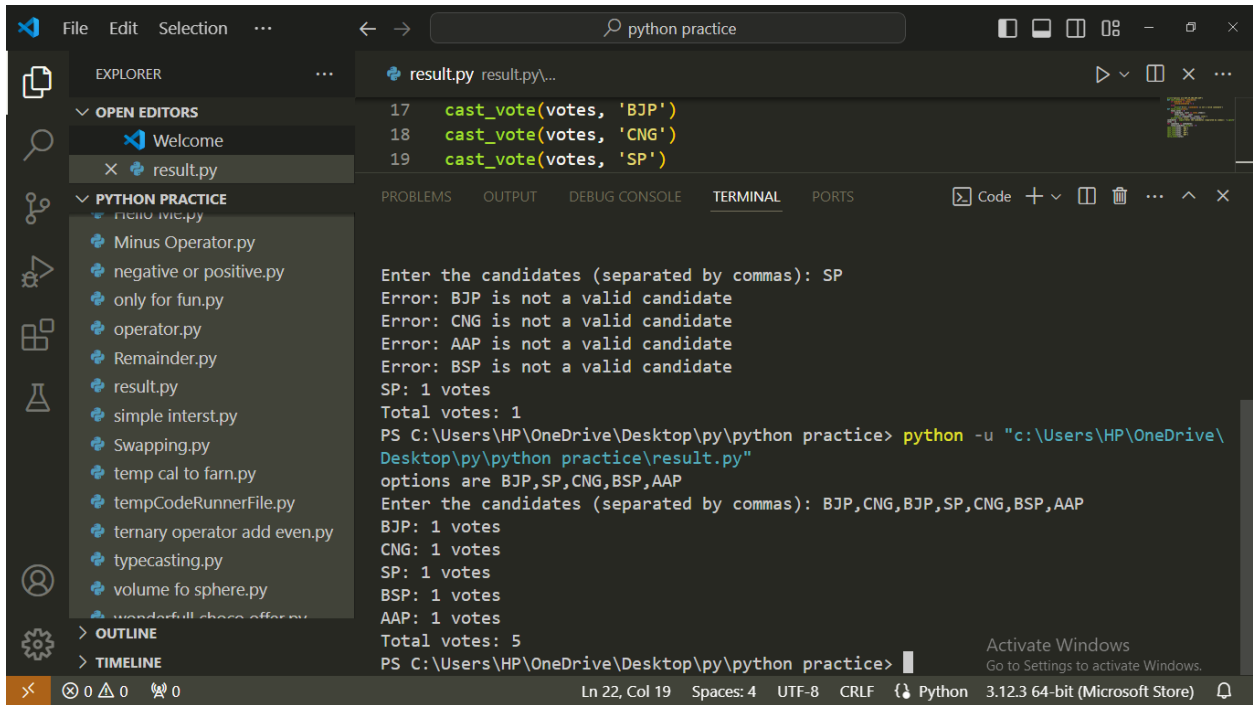 File Edit Selection ...
python practice
EXPLORER ...
OPEN EDITORS
Welcome
result.py
PYTHON PRACTICE
Hello Me.py
Minus Operator.py
negative or positive.py
only for fun.py
operator.py
Remainder.py
result.py
simple interst.py
Swapping.py
temp cal to farn.py
tempCodeRunnerFile.py
ternary operator add even.py
typecasting.py
volume fo sphere.py
wonderfull choco offer.py
OUTLINE
TIMELINE
result.py result.py\...
17 cast_vote(votes, 'BJP')
18 cast_vote(votes, 'CNG')
19 cast_vote(votes, 'SP')
PROBLEMS OUTPUT DEBUG CONSOLE TERMINAL PORTS Code
Enter the candidates (separated by commas): SP
Error: BJP is not a valid candidate
Error: CNG is not a valid candidate
Error: AAP is not a valid candidate
Error: BSP is not a valid candidate
SP: 1 votes
Total votes: 1
PS C:\Users\HP\OneDrive\Desktop\py\python practice> python -u "c:\Users\HP\OneDrive\
Desktop\py\python practice\result.py"
options are BJP,SP,CNG,BSP,AAP
Enter the candidates (separated by commas): BJP,CNG,BJP,SP,CNG,BSP,AAP
BJP: 1 votes
CNG: 1 votes
SP: 1 votes
BSP: 1 votes
AAP: 1 votes
Total votes: 5
PS C:\Users\HP\OneDrive\Desktop\py\python practice>
Activate Windows
Go to Settings to activate Windows.
0 0 0 Ln 22, Col 19 Spaces: 4 UTF-8 CRLF Python 3.12.3 64-bit (Microsoft Store)